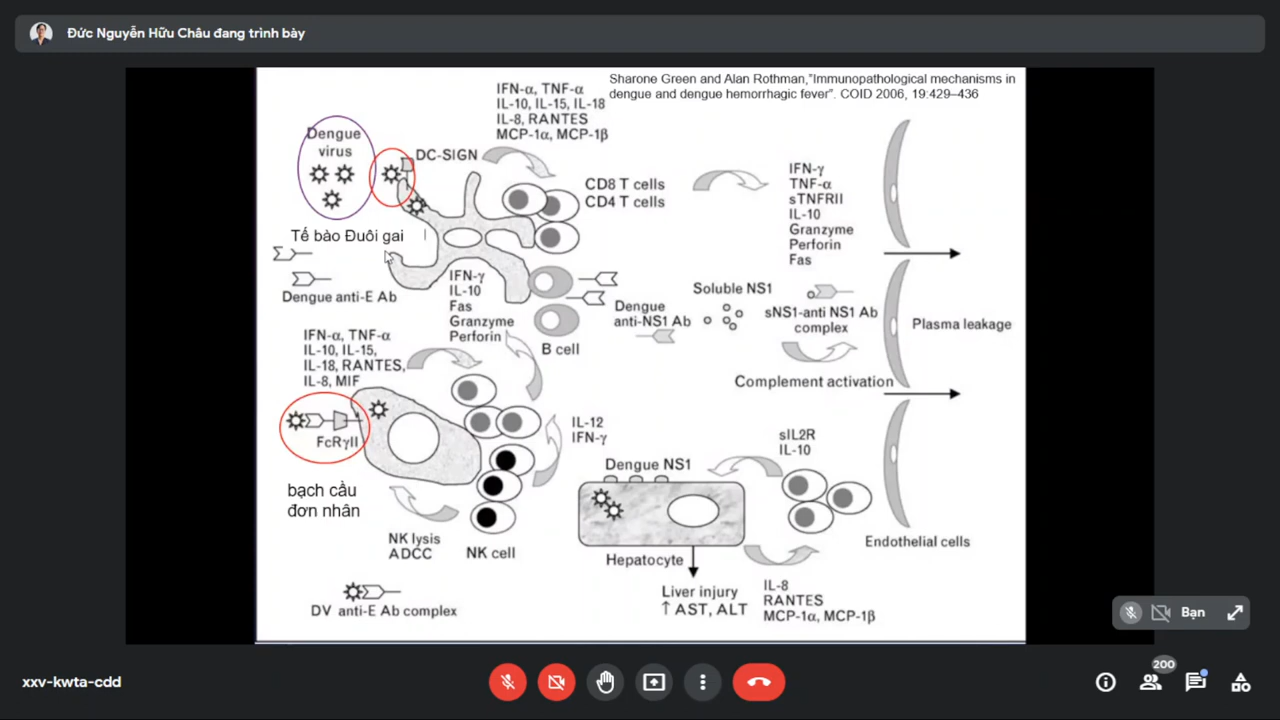 Đức Nguyễn Hữu Châu đang trình bày
Sharone Green and Alan Rothman,"Immunopathological mechanisms in
dengue and dengue hemorrhagic fever". COID 2006, 19:429–436
IFN-α, TNF-α
IL-10, IL-15, IL-18
IL-8, RANTES
MCP-1α, MCP-1β
Dengue
virus
DC-SIGN
CD8 T cells
CD4 T cells
IFN-γ
TNF-α
sTNFRII
IL-10
Granzyme
Perforin
Fas
Tế bào Đuôi gai
Dengue anti-E Ab
IFN-γ
IL-10
Fas
Granzyme
Perforin
B cell
Dengue
anti-NS1 Ab
Soluble NS1
sNS1-anti NS1 Ab
complex
Plasma leakage
Complement activation
IFN-α, TNF-α
IL-10, IL-15,
IL-18, RANTES,
IL-8, MIF
FcRγII
bạch cầu
đơn nhân
IL-12
IFN-γ
NK lysis
ADCC
NK cell
Dengue NS1
sIL2R
IL-10
Hepatocyte
Endothelial cells
Liver injury
↑ AST, ALT
IL-8
RANTES
MCP-1α, MCP-1β
DV anti-E Ab complex
Bạn
xxv-kwta-cdd
200